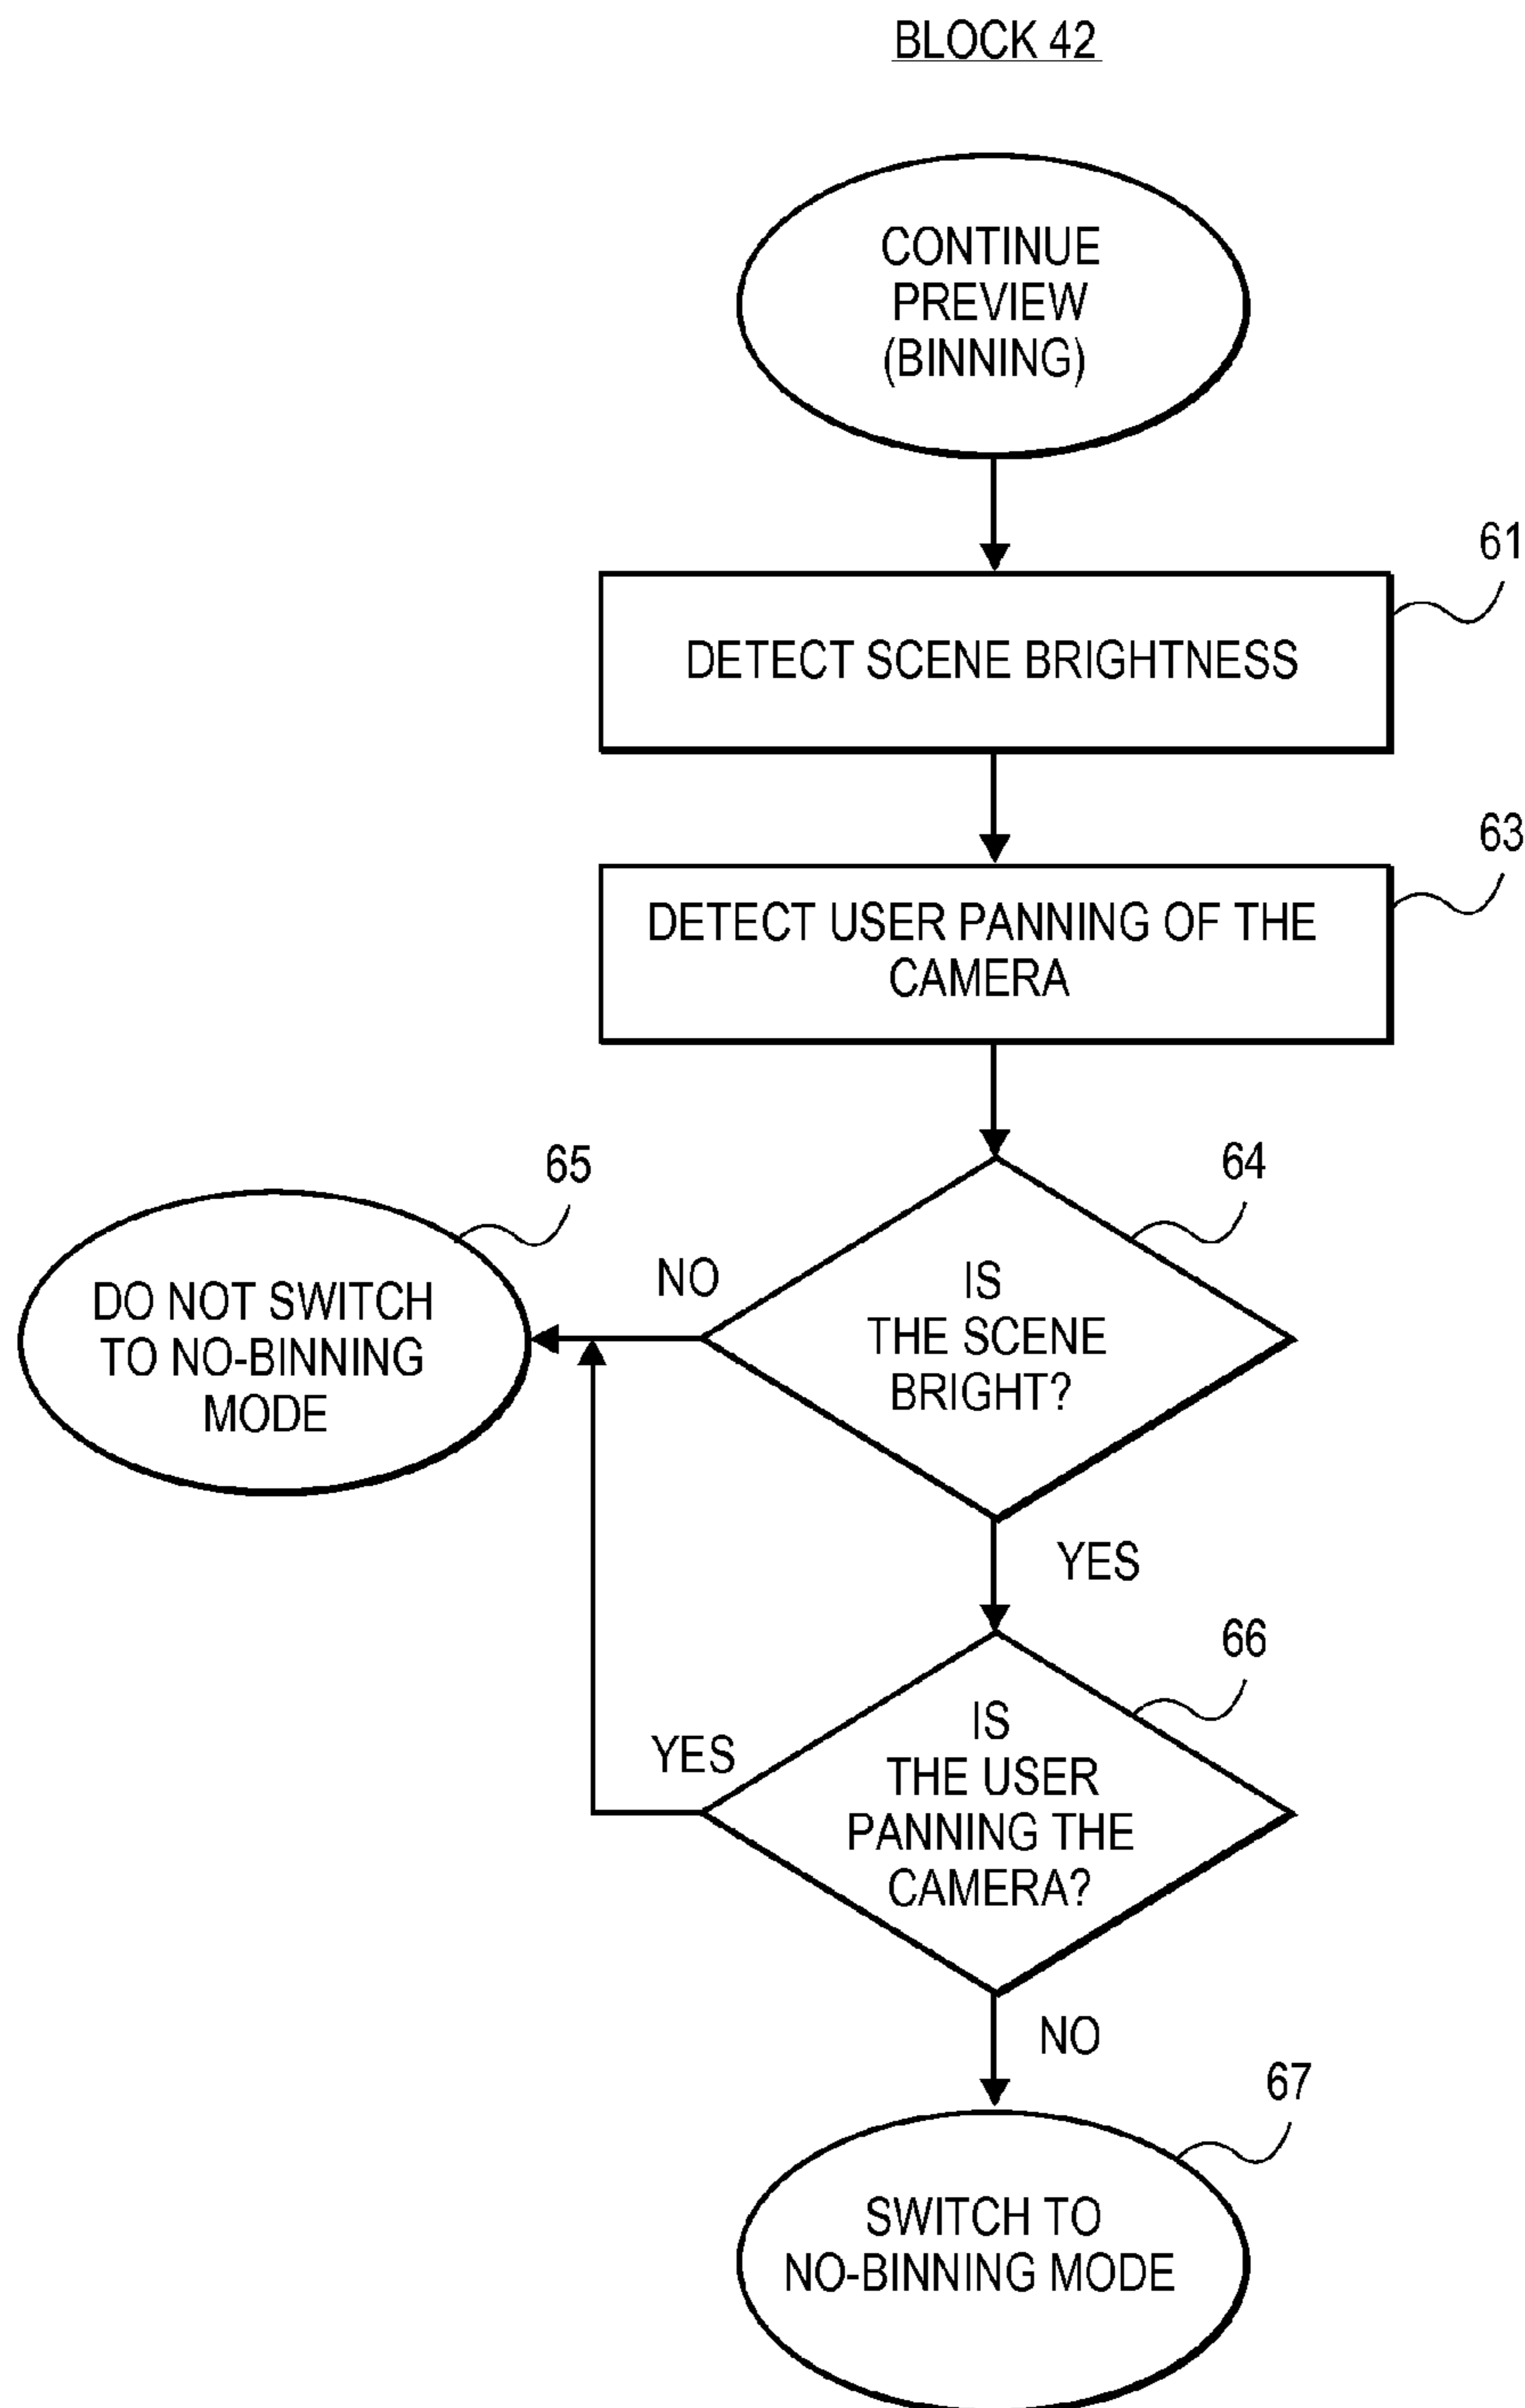 BLOCK 42
CONTINUE
PREVIEW
(BINNING)
61
DETECT SCENE BRIGHTNESS
63
DETECT USER PANNING OF THE
CAMERA
64
IS
THE SCENE
BRIGHT?
NO
65
DO NOT SWITCH
TO NO-BINNING
MODE
YES
66
IS
THE USER
PANNING THE
CAMERA?
YES
NO
67
SWITCH TO
NO-BINNING MODE